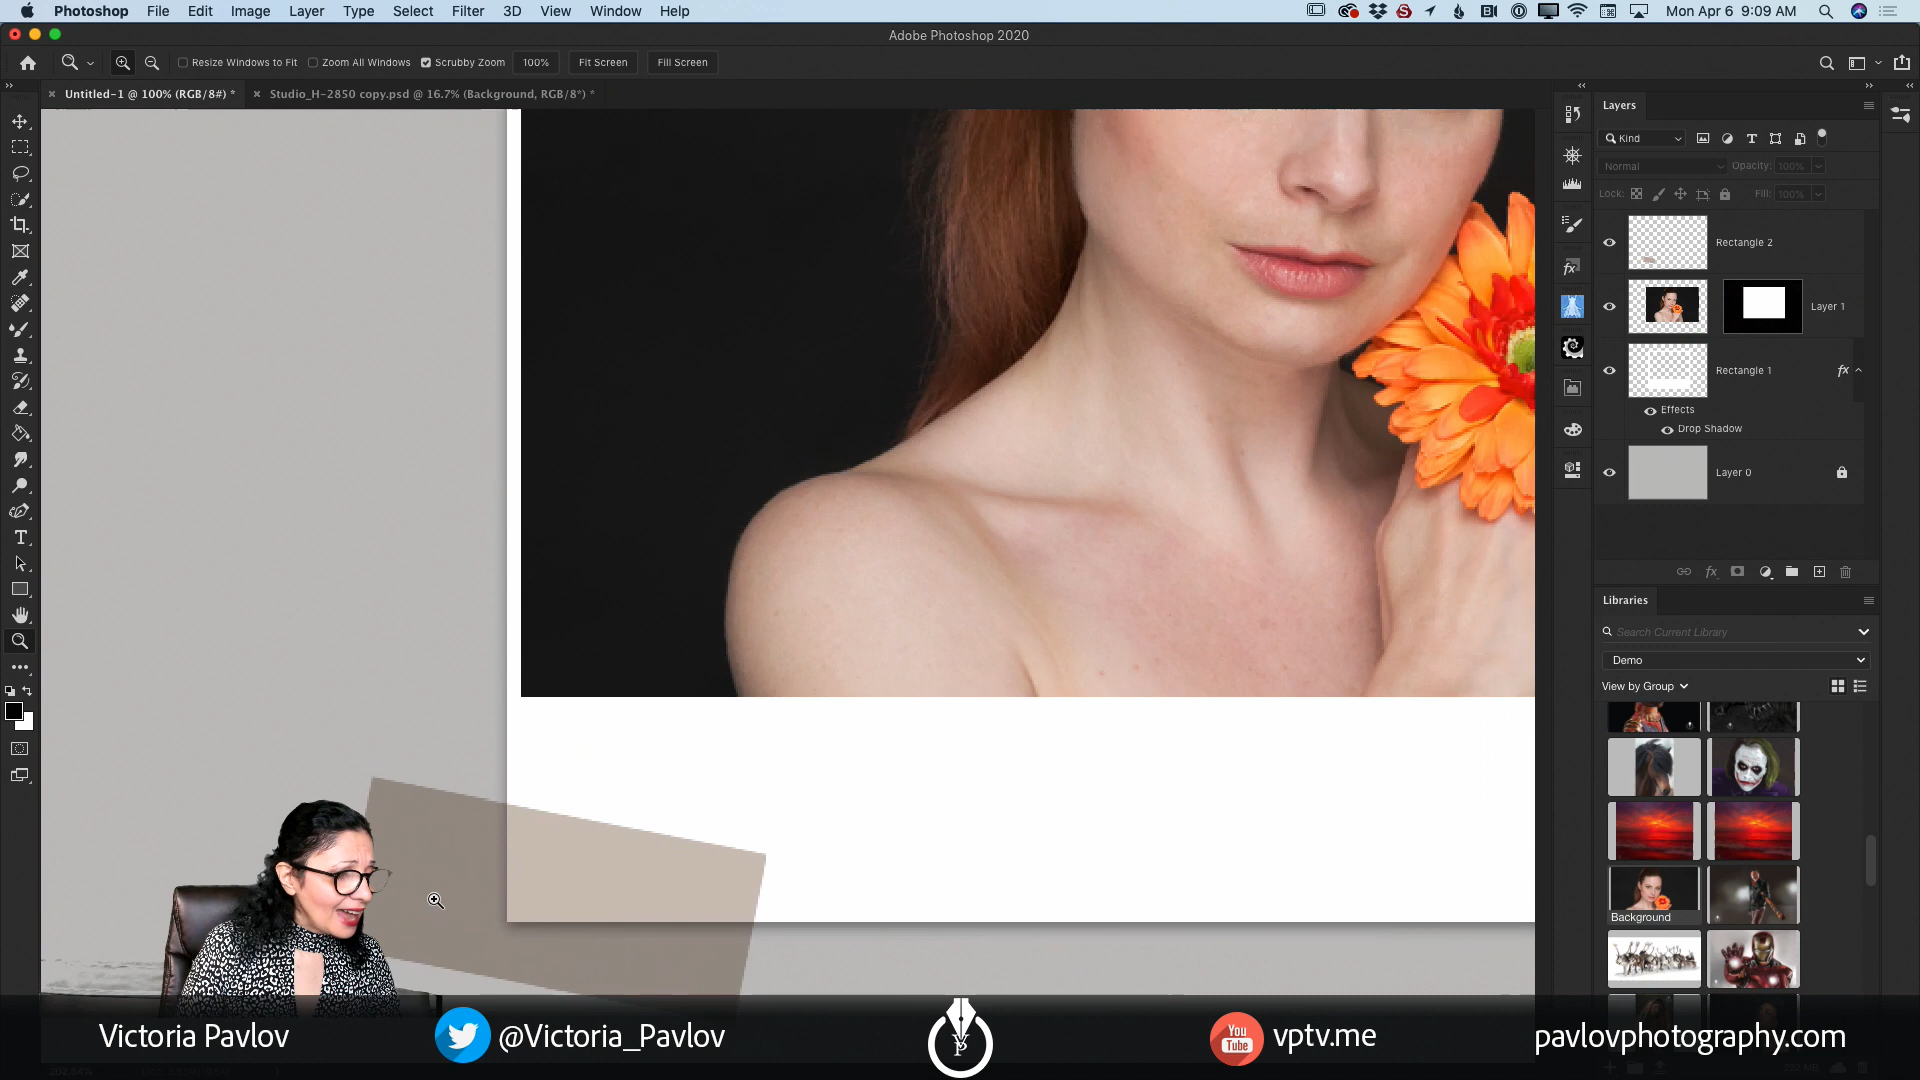 Photoshop File Edit Image Layer Type Select Filter 3D View Window Help Mon Apr 6 9:09 AM
Adobe Photoshop 2020
Resize Windows to Fit Zoom All Windows Scrubby Zoom 100% Fit Screen Fill Screen
Untitled-1 @ 100% (RGB/8#) * Studio_H-2850 copy.psd @ 16.7% (Background, RGB/8*) *
Layers
Kind
Normal Opacity: 100%
Lock: Fill: 100%
Rectangle 2
Layer 1
Rectangle 1 fx
Effects
Drop Shadow
Layer 0
fx
Libraries
Search Current Library
Demo
View by Group
Background
Victoria Pavlov @Victoria_Pavlov You Tube vptv.me pavlovphotography.com